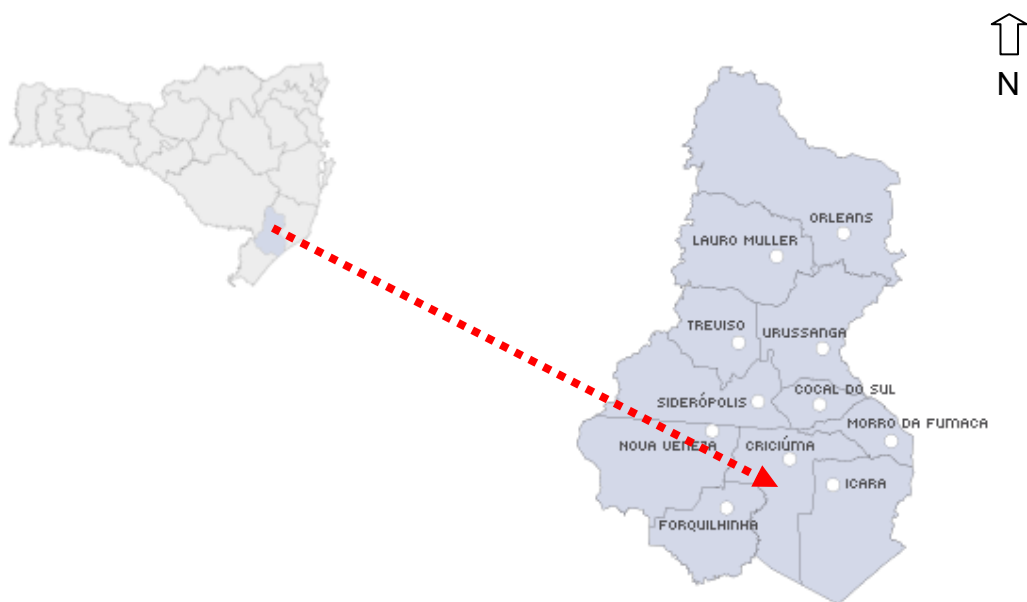 N
ORLEANS
LAURO MULLER
TREVISO
URUSSANGA
COCAL DO SUL
SIDERÓPOLIS
MORRO DA FUMACA
NOVA VENEZA
CRICIÚMA
ICARA
FORQUILHINHA